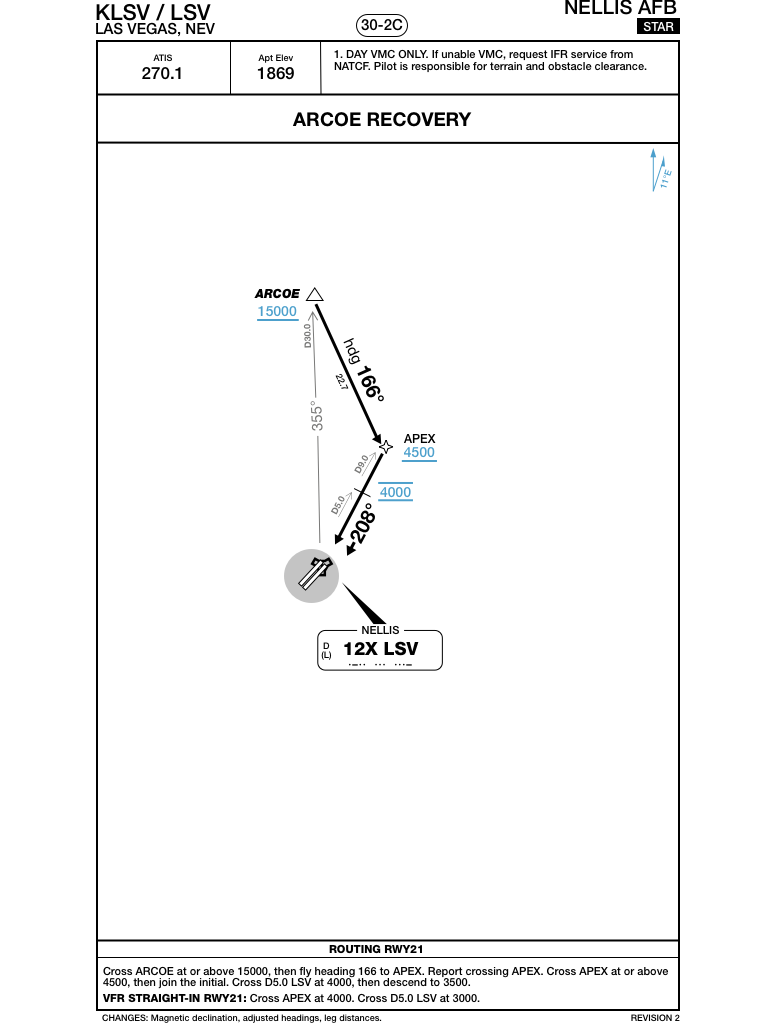 KLSV / LSV
LAS VEGAS, NEV
30-2C
NELLIS AFB
STAR
ATIS
270.1
Apt Elev
1869
1. DAY VMC ONLY. If unable VMC, request IFR service from
NATCF. Pilot is responsible for terrain and obstacle clearance.
ARCOE RECOVERY
11°E
ARCOE
15000
D30.0
hdg 166°
22.7
355°
APEX
4500
D9.0
4000
D5.0
208°
NELLIS
D
(L)
12X LSV
ROUTING RWY21
Cross ARCOE at or above 15000, then fly heading 166 to APEX. Report crossing APEX. Cross APEX at or above
4500, then join the initial. Cross D5.0 LSV at 4000, then descend to 3500.
VFR STRAIGHT-IN RWY21: Cross APEX at 4000. Cross D5.0 LSV at 3000.
CHANGES: Magnetic declination, adjusted headings, leg distances.
REVISION 2